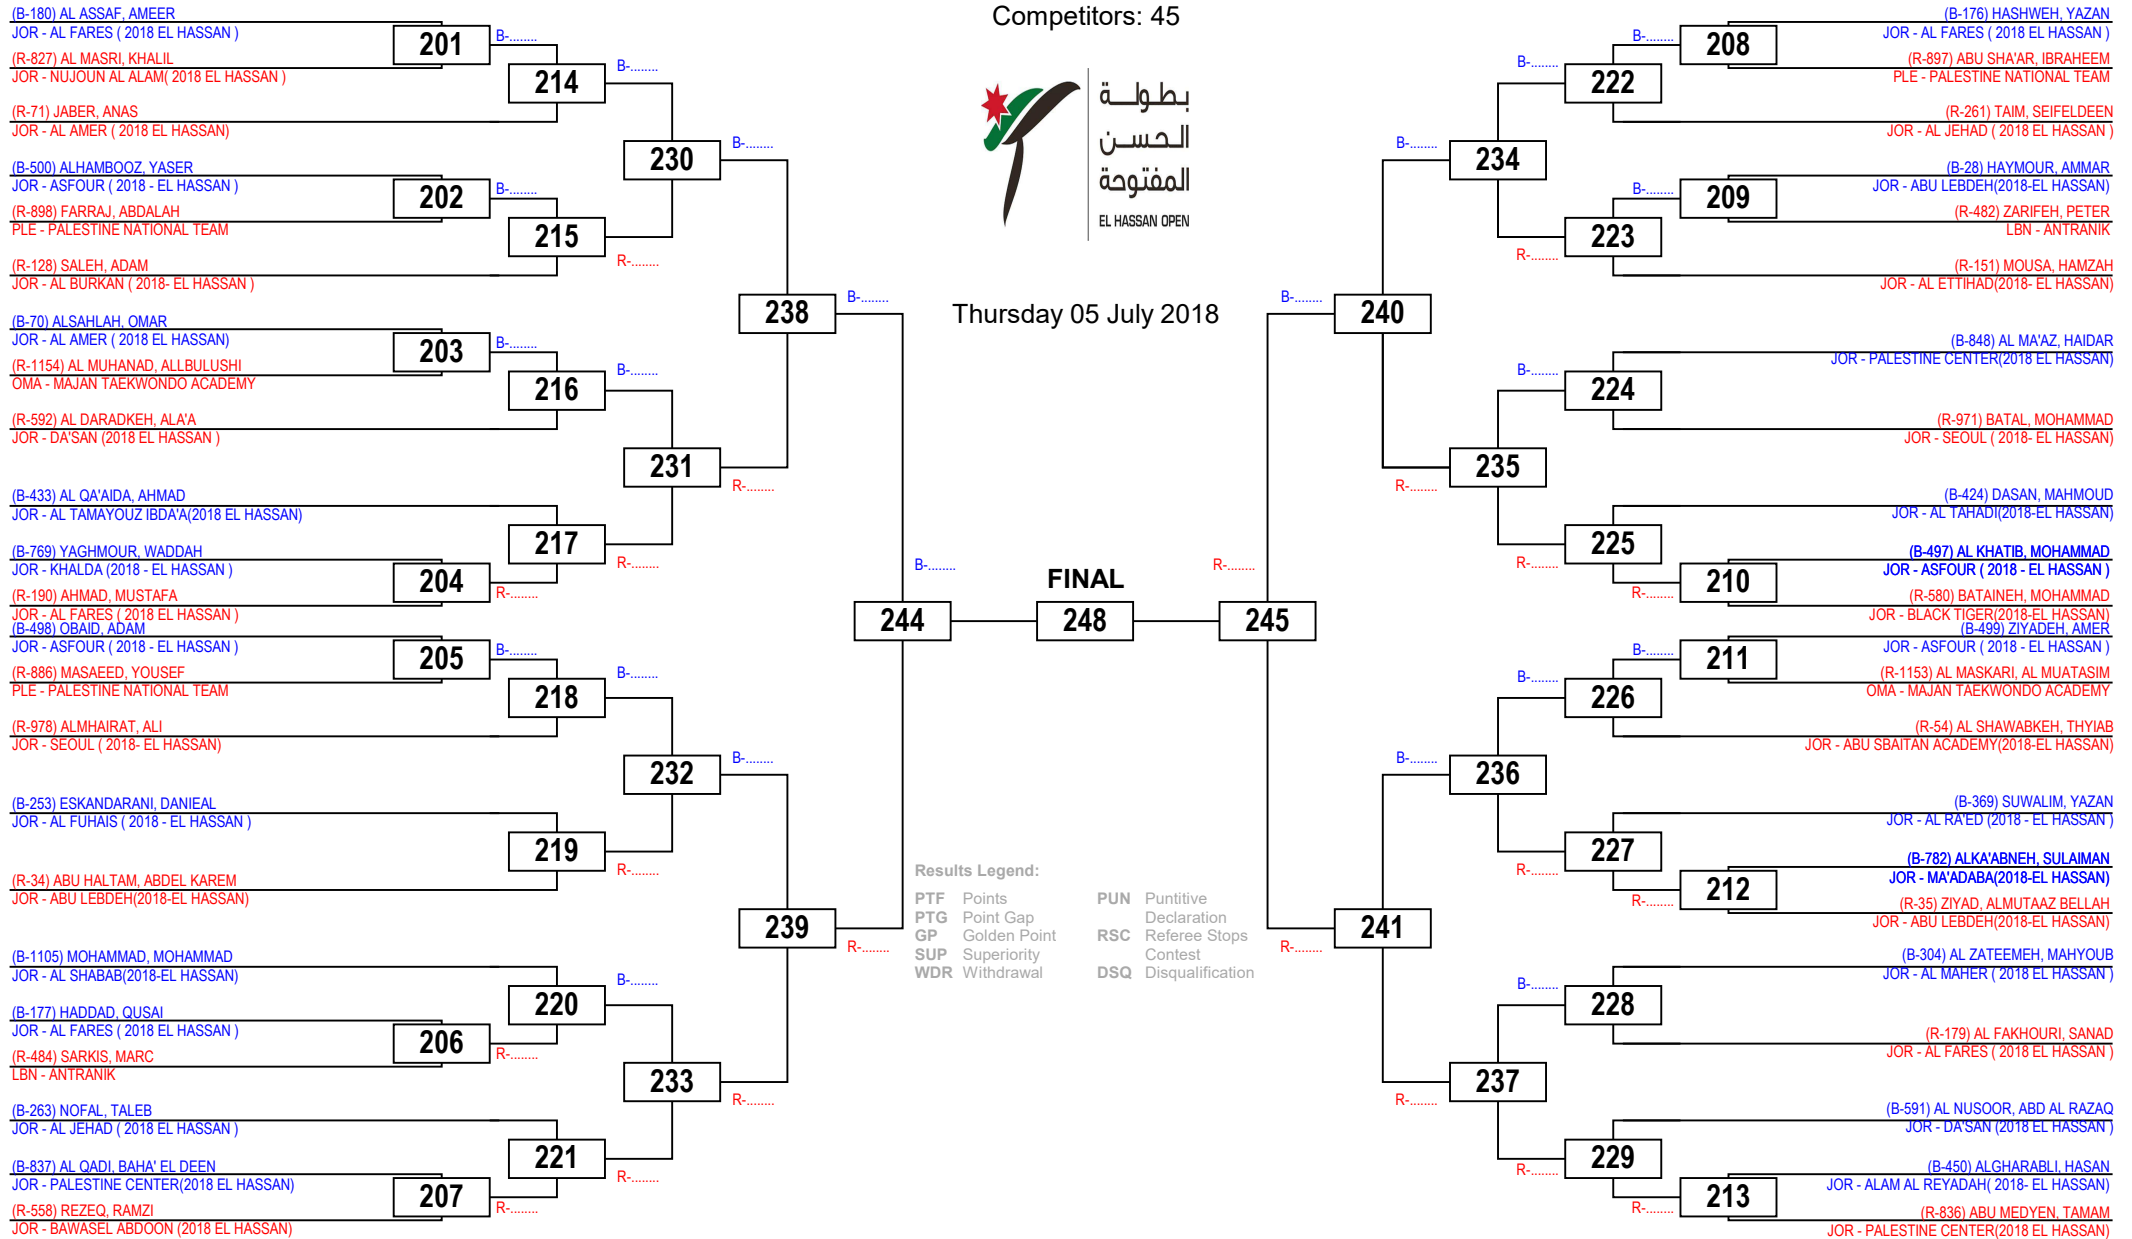 Competitors: 45
بطولة
الحسن
المفتوحة
EL HASSAN OPEN
Thursday 05 July 2018
(B-180) AL ASSAF, AMEER
JOR - AL FARES ( 2018 EL HASSAN )
201
B-........
(R-827) AL MASRI, KHALIL
JOR - NUJOUN AL ALAM( 2018 EL HASSAN )
214
B-........
(R-71) JABER, ANAS
JOR - AL AMER ( 2018 EL HASSAN)
230
B-........
(B-500) ALHAMBOOZ, YASER
JOR - ASFOUR ( 2018 - EL HASSAN )
202
B-........
(R-898) FARRAJ, ABDALAH
PLE - PALESTINE NATIONAL TEAM
215
R-........
(R-128) SALEH, ADAM
JOR - AL BURKAN ( 2018- EL HASSAN )
238
B-........
(B-70) ALSAHLAH, OMAR
JOR - AL AMER ( 2018 EL HASSAN)
203
B-........
(R-1154) AL MUHANAD, ALLBULUSHI
OMA - MAJAN TAEKWONDO ACADEMY
216
B-........
(R-592) AL DARADKEH, ALA'A
JOR - DA'SAN (2018 EL HASSAN )
231
R-........
(B-433) AL QA'AIDA, AHMAD
JOR - AL TAMAYOUZ IBDA'A(2018 EL HASSAN)
217
R-........
(B-769) YAGHMOUR, WADDAH
JOR - KHALDA (2018 - EL HASSAN )
204
R-........
(R-190) AHMAD, MUSTAFA
JOR - AL FARES ( 2018 EL HASSAN )
244
B-........
(B-498) OBAID, ADAM
JOR - ASFOUR ( 2018 - EL HASSAN )
205
B-........
(R-886) MASAEED, YOUSEF
PLE - PALESTINE NATIONAL TEAM
218
B-........
(R-978) ALMHAIRAT, ALI
JOR - SEOUL ( 2018- EL HASSAN)
232
B-........
(B-253) ESKANDARANI, DANIEAL
JOR - AL FUHAIS ( 2018 - EL HASSAN )
219
R-........
(R-34) ABU HALTAM, ABDEL KAREM
JOR - ABU LEBDEH(2018-EL HASSAN)
239
R-........
(B-1105) MOHAMMAD, MOHAMMAD
JOR - AL SHABAB(2018-EL HASSAN)
220
B-........
(B-177) HADDAD, QUSAI
JOR - AL FARES ( 2018 EL HASSAN )
206
R-........
(R-484) SARKIS, MARC
LBN - ANTRANIK
233
R-........
(B-263) NOFAL, TALEB
JOR - AL JEHAD ( 2018 EL HASSAN )
221
R-........
(B-837) AL QADI, BAHA' EL DEEN
JOR - PALESTINE CENTER(2018 EL HASSAN)
207
R-........
(R-558) REZEQ, RAMZI
JOR - BAWASEL ABDOON (2018 EL HASSAN)
FINAL
248
Results Legend:
PTF Points
PTG Point Gap
GP Golden Point
SUP Superiority
WDR Withdrawal
PUN Puntitive
Declaration
RSC Referee Stops
Contest
DSQ Disqualification
(B-176) HASHWEH, YAZAN
JOR - AL FARES ( 2018 EL HASSAN )
208
B-........
(R-897) ABU SHA'AR, IBRAHEEM
PLE - PALESTINE NATIONAL TEAM
222
B-........
(R-261) TAIM, SEIFELDEEN
JOR - AL JEHAD ( 2018 EL HASSAN )
234
B-........
(B-28) HAYMOUR, AMMAR
JOR - ABU LEBDEH(2018-EL HASSAN)
209
B-........
(R-482) ZARIFEH, PETER
LBN - ANTRANIK
223
R-........
(R-151) MOUSA, HAMZAH
JOR - AL ETTIHAD(2018- EL HASSAN)
240
B-........
(B-848) AL MA'AZ, HAIDAR
JOR - PALESTINE CENTER(2018 EL HASSAN)
224
B-........
(R-971) BATAL, MOHAMMAD
JOR - SEOUL ( 2018- EL HASSAN)
235
R-........
(B-424) DASAN, MAHMOUD
JOR - AL TAHADI(2018-EL HASSAN)
225
R-........
(B-497) AL KHATIB, MOHAMMAD
JOR - ASFOUR ( 2018 - EL HASSAN )
210
R-........
(R-580) BATAINEH, MOHAMMAD
JOR - BLACK TIGER(2018-EL HASSAN)
245
R-........
(B-499) ZIYADEH, AMER
JOR - ASFOUR ( 2018 - EL HASSAN )
211
B-........
(R-1153) AL MASKARI, AL MUATASIM
OMA - MAJAN TAEKWONDO ACADEMY
226
B-........
(R-54) AL SHAWABKEH, THYIAB
JOR - ABU SBAITAN ACADEMY(2018-EL HASSAN)
236
B-........
(B-369) SUWALIM, YAZAN
JOR - AL RA'ED (2018 - EL HASSAN )
227
R-........
(B-782) ALKA'ABNEH, SULAIMAN
JOR - MA'ADABA(2018-EL HASSAN)
212
R-........
(R-35) ZIYAD, ALMUTAAZ BELLAH
JOR - ABU LEBDEH(2018-EL HASSAN)
241
R-........
(B-304) AL ZATEEMEH, MAHYOUB
JOR - AL MAHER ( 2018 EL HASSAN )
228
B-........
(R-179) AL FAKHOURI, SANAD
JOR - AL FARES ( 2018 EL HASSAN )
237
R-........
(B-591) AL NUSOOR, ABD AL RAZAQ
JOR - DA'SAN (2018 EL HASSAN )
229
R-........
(B-450) ALGHARABLI, HASAN
JOR - ALAM AL REYADAH( 2018- EL HASSAN)
213
R-........
(R-836) ABU MEDYEN, TAMAM
JOR - PALESTINE CENTER(2018 EL HASSAN)